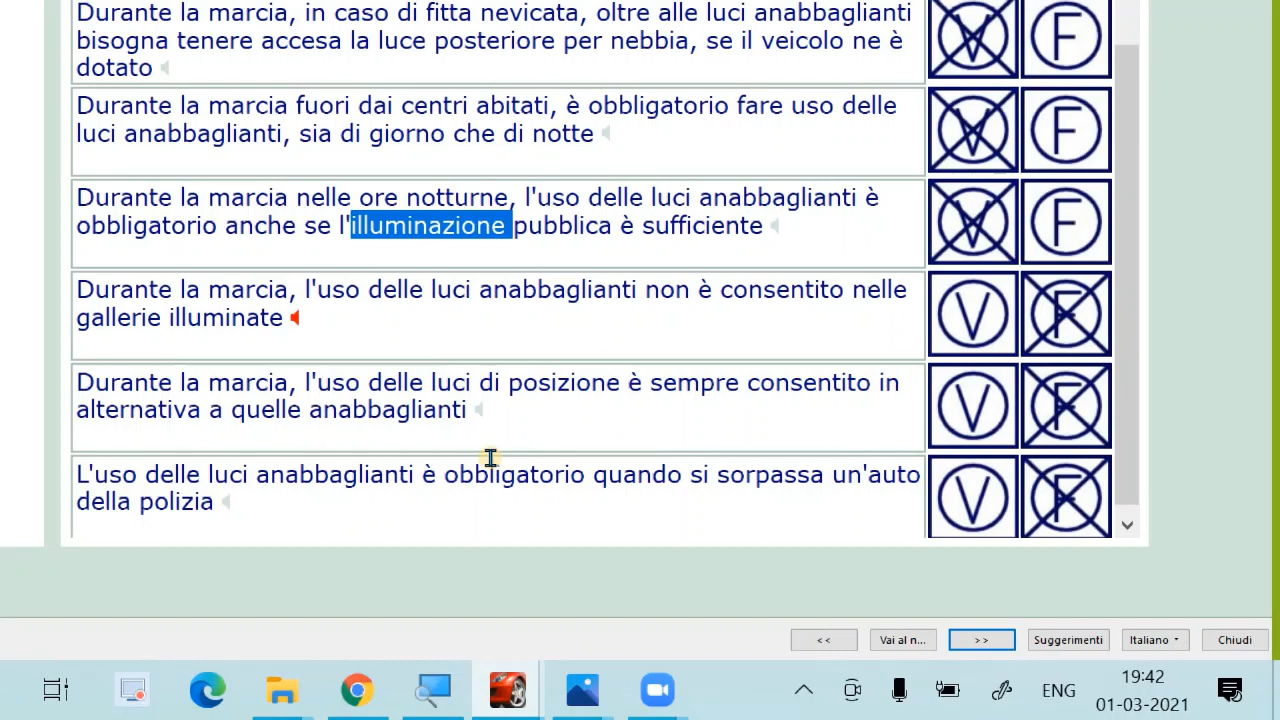 Durante la marcia, in caso di fitta nevicata, oltre alle luci anabbaglianti
bisogna tenere accesa la luce posteriore per nebbia, se il veicolo ne è
dotato
V F
Durante la marcia fuori dai centri abitati, è obbligatorio fare uso delle
luci anabbaglianti, sia di giorno che di notte
V F
Durante la marcia nelle ore notturne, l'uso delle luci anabbaglianti è
obbligatorio anche se l'illuminazione pubblica è sufficiente
V F
Durante la marcia, l'uso delle luci anabbaglianti non è consentito nelle
gallerie illuminate
V F
Durante la marcia, l'uso delle luci di posizione è sempre consentito in
alternativa a quelle anabbaglianti
V F
L'uso delle luci anabbaglianti è obbligatorio quando si sorpassa un'auto
della polizia
V F
<< Vai al n... >> Suggerimenti Italiano Chiudi
ENG
19:42
01-03-2021